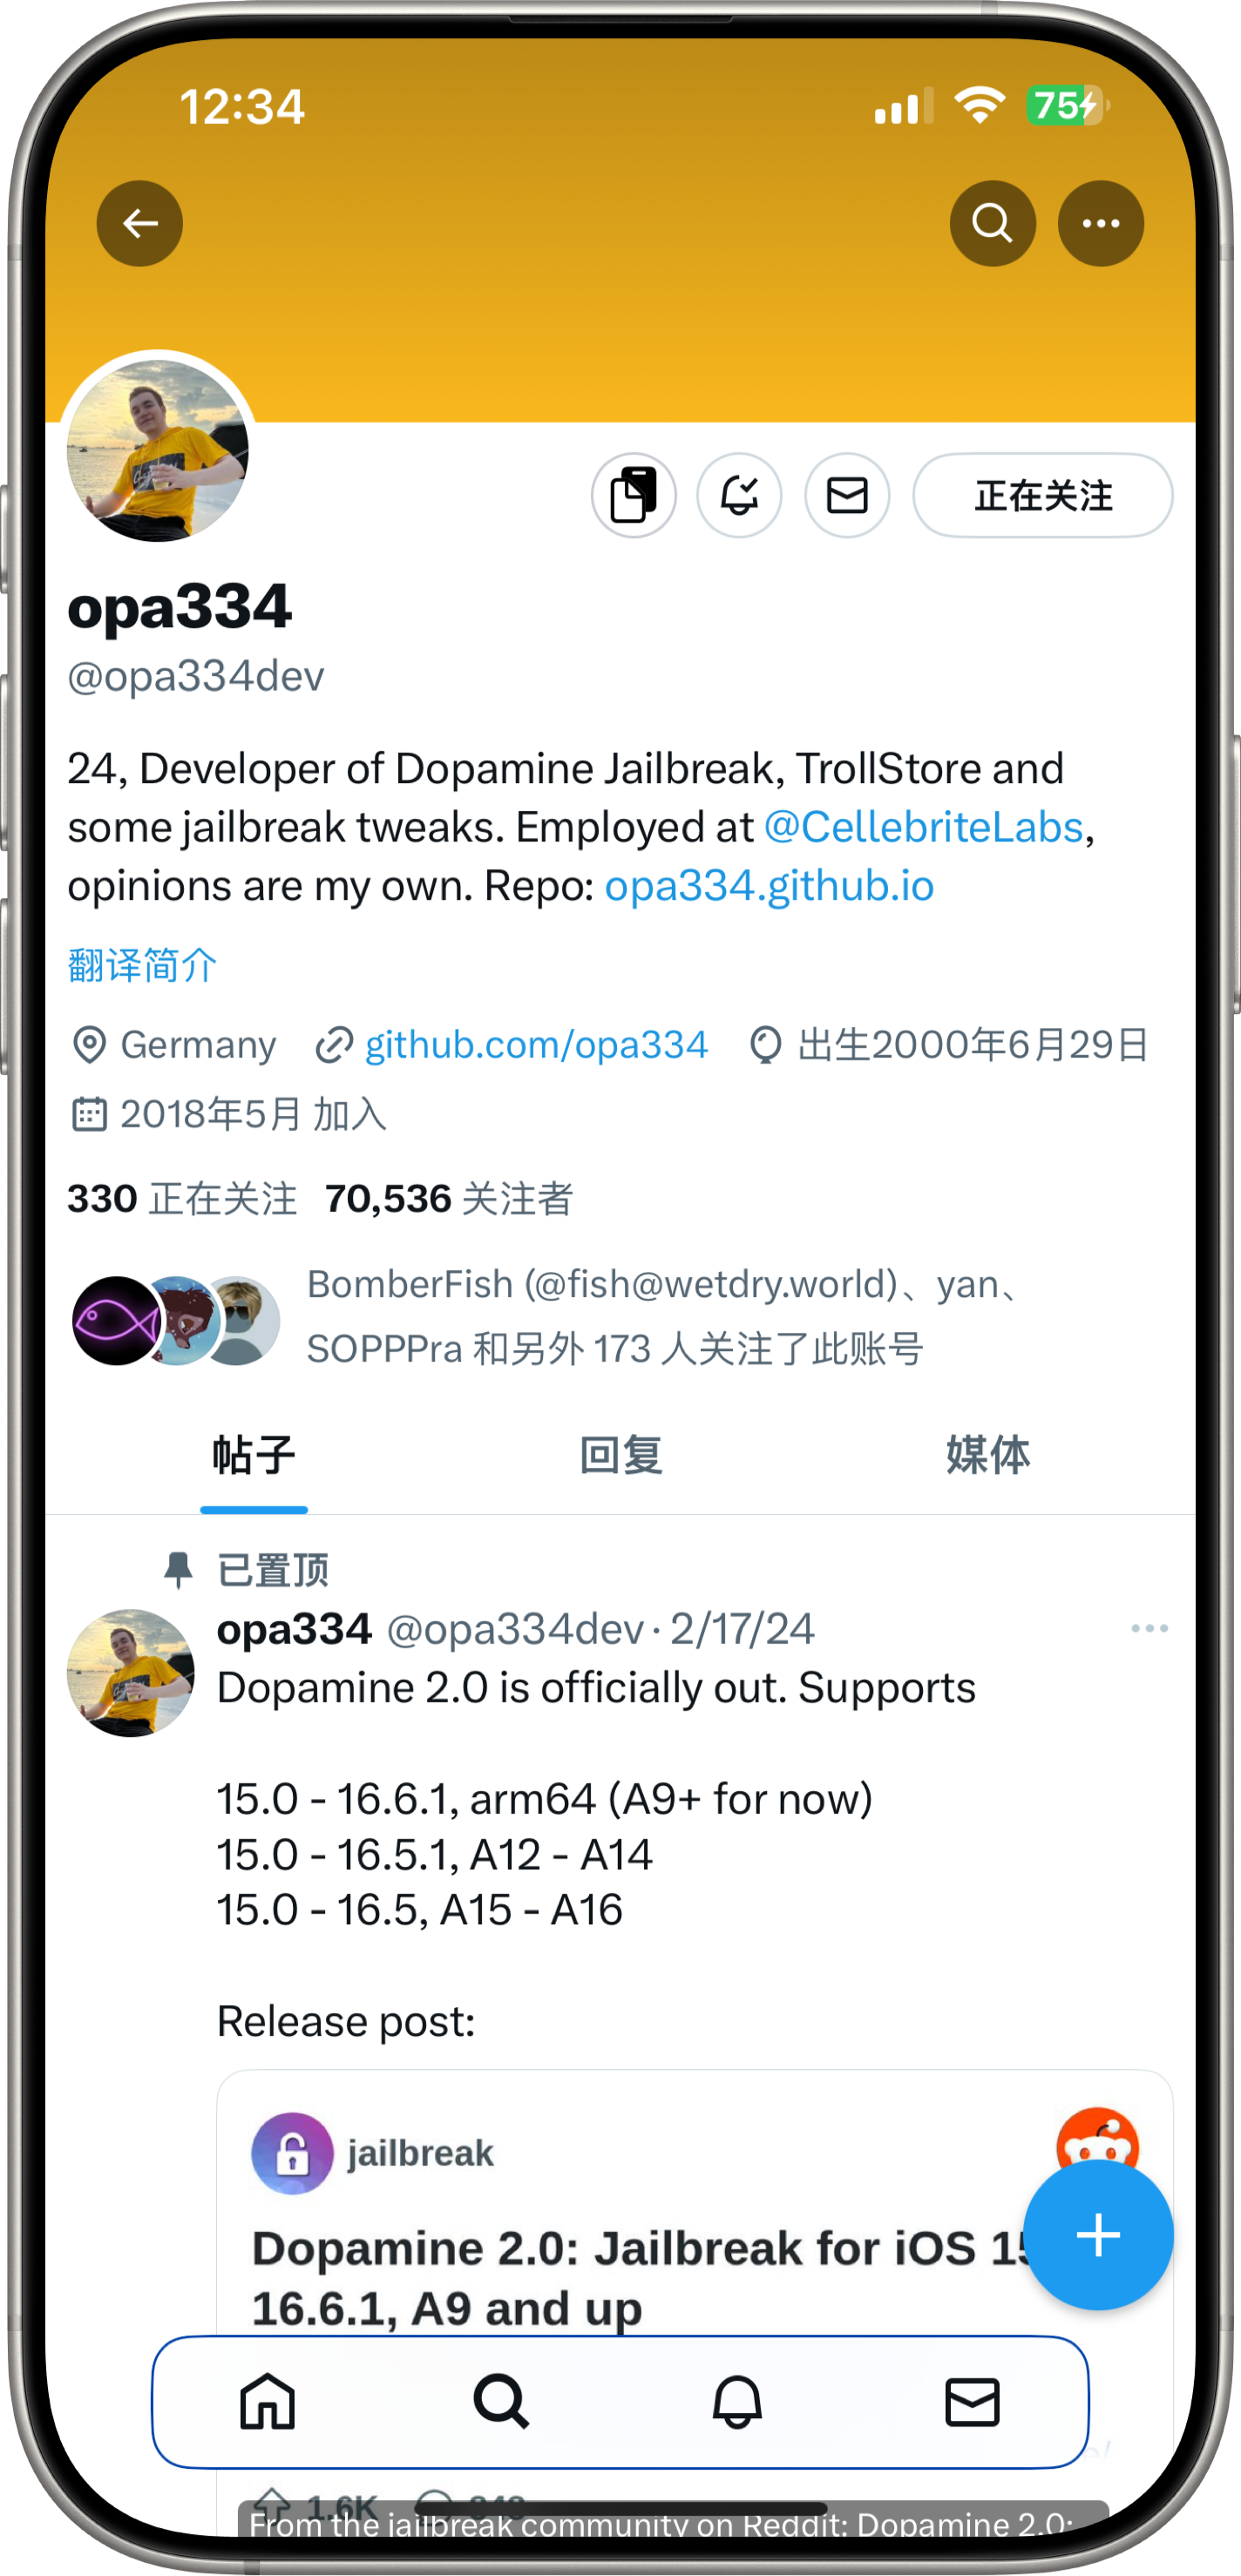 12:34
75
正在关注
opa334
@opa334dev
24, Developer of Dopamine Jailbreak, TrollStore and
some jailbreak tweaks. Employed at @CellebriteLabs,
opinions are my own. Repo: opa334.github.io
翻译简介
Germany github.com/opa334 出生2000年6月29日
2018年5月 加入
330 正在关注 70,536 关注者
BomberFish (@fish@wetdry.world)、yan、
SOPPPra 和另外 173 人关注了此账号
帖子 回复 媒体
已置顶
opa334 @opa334dev · 2/17/24
Dopamine 2.0 is officially out. Supports
15.0 - 16.6.1, arm64 (A9+ for now)
15.0 - 16.5.1, A12 - A14
15.0 - 16.5, A15 - A16
Release post:
jailbreak
Dopamine 2.0: Jailbreak for iOS
16.6.1, A9 and up
1.6K
From the jailbreak community on Reddit: Dopamine 2.0: